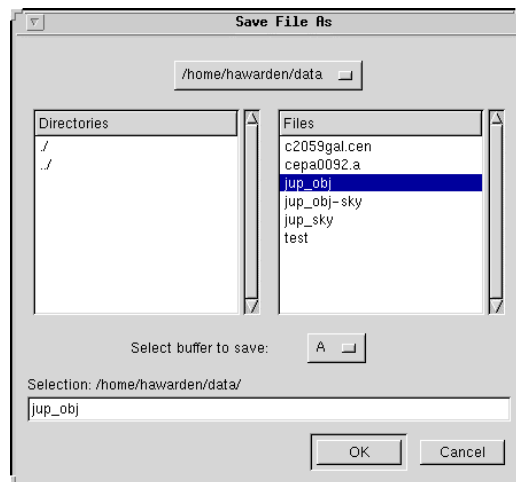 Save File As
/home/hawarden/data
Directories
./
../
Files
c2059gal.cen
cepa0092.a
jup_obj
jup_obj-sky
jup_sky
test
Select buffer to save: A
Selection: /home/hawarden/data/
jup_obj
OK Cancel